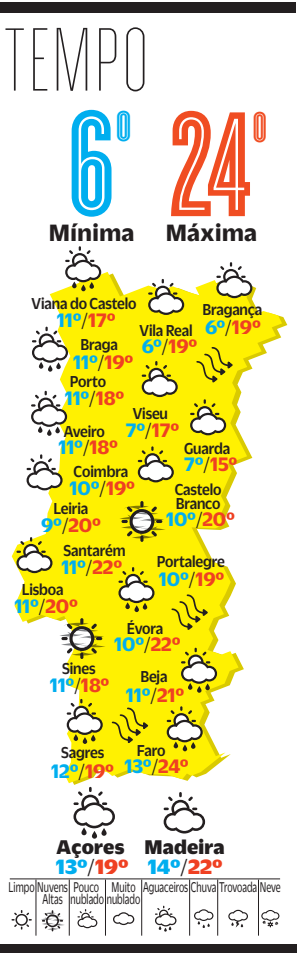 TEMPO
6º 24º
Mínima Máxima
Viana do Castelo
11º/17º
Bragança
6º/19º
Vila Real
6º/19º
Braga
11º/19º
Porto
11º/18º
Viseu
7º/17º
Aveiro
11º/18º
Guarda
7º/15º
Coimbra
10º/19º
Castelo
Branco
10º/20º
Leiria
9º/20º
Santarém
11º/22º
Portalegre
10º/19º
Lisboa
11º/20º
Évora
10º/22º
Sines
11º/18º
Beja
11º/21º
Sagres
12º/19º
Faro
13º/24º
Açores
13º/19º
Madeira
14º/22º
Limpo
Nuvens
Altas
Pouco
nublado
Muito
nublado
Aguaceiros
Chuva
Trovoada
Neve